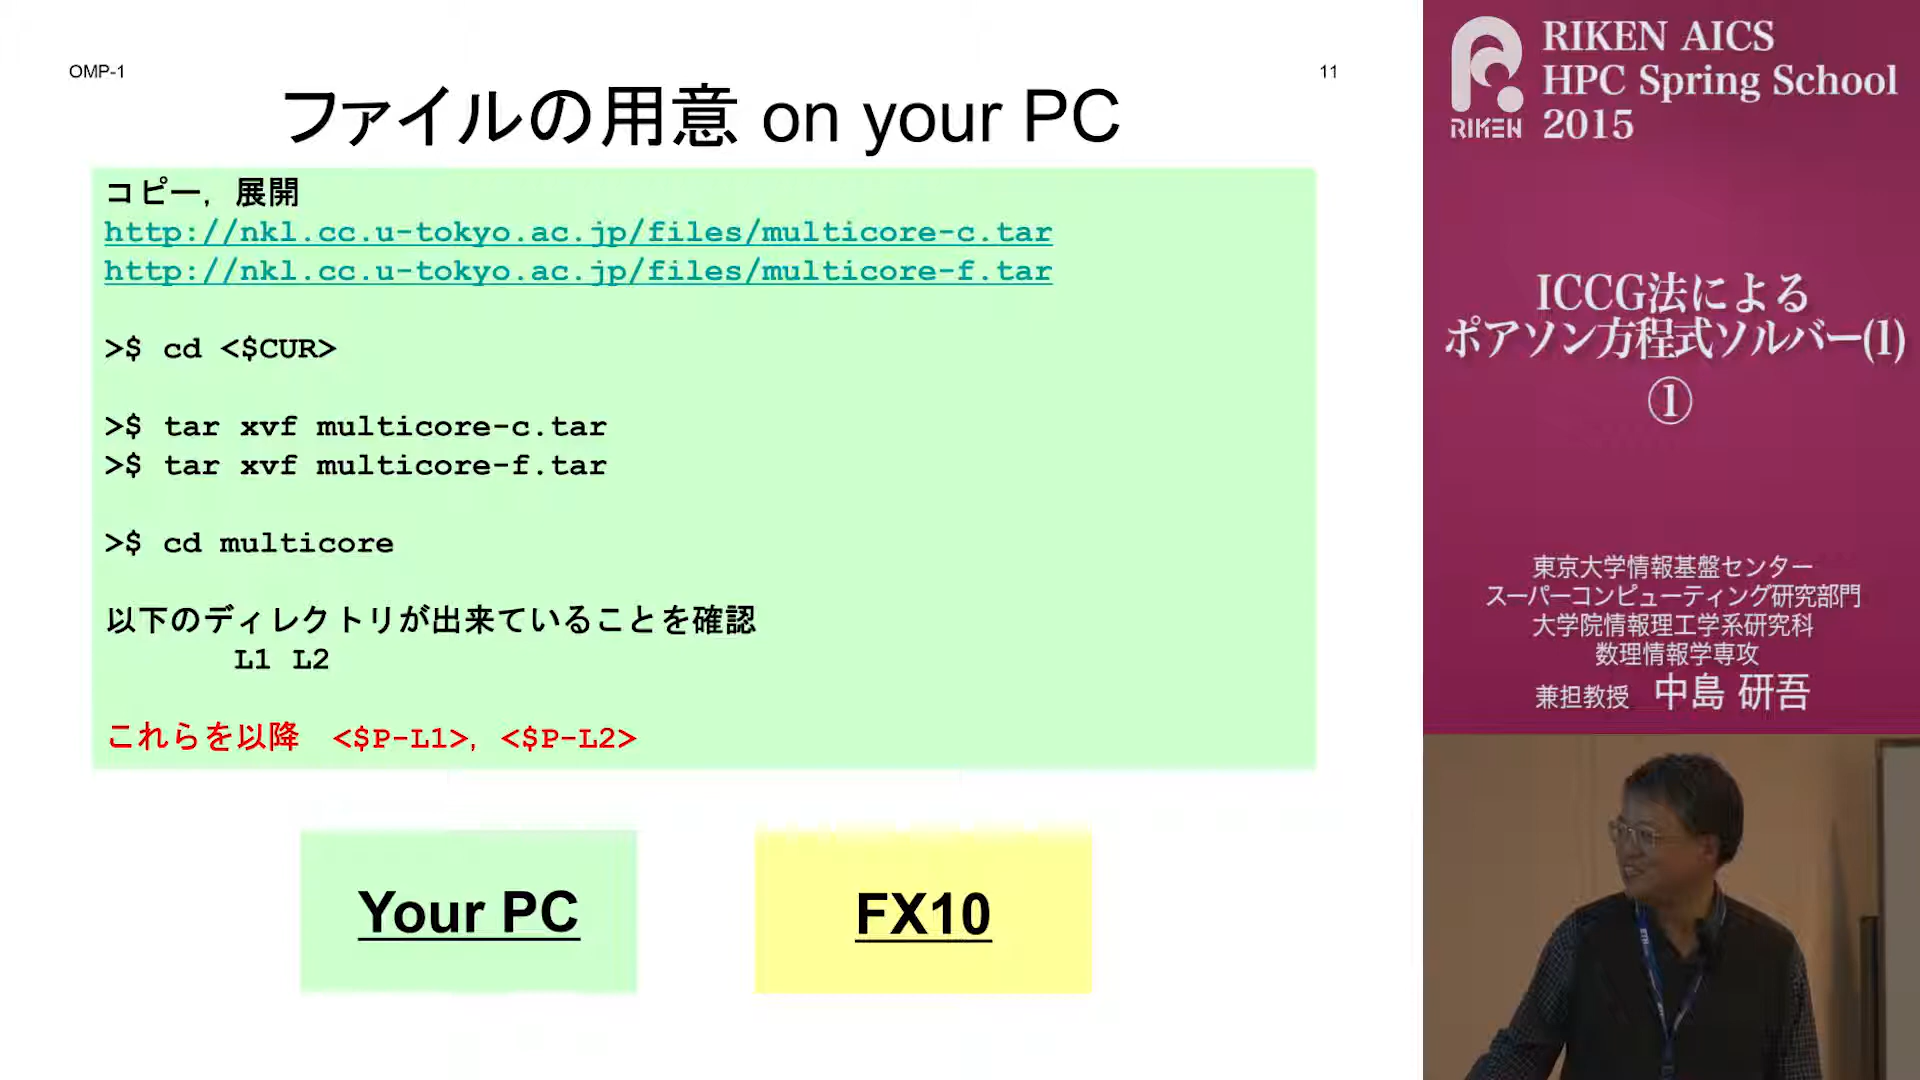 OMP-1
11
ファイルの用意 on your PC
コピー，展開
http://nkl.cc.u-tokyo.ac.jp/files/multicore-c.tar
http://nkl.cc.u-tokyo.ac.jp/files/multicore-f.tar
>$ cd <$CUR>
>$ tar xvf multicore-c.tar
>$ tar xvf multicore-f.tar
>$ cd multicore
以下のディレクトリが出来ていることを確認
L1 L2
これらを以降 <$P-L1>，<$P-L2>
Your PC
FX10
RIKEN
RIKEN AICS
HPC Spring School
2015
ICCG法による
ポアソン方程式ソルバー(1)
①
東京大学情報基盤センター
スーパーコンピューティング研究部門
大学院情報理工学系研究科
数理情報学専攻
兼担教授 中島 研吾